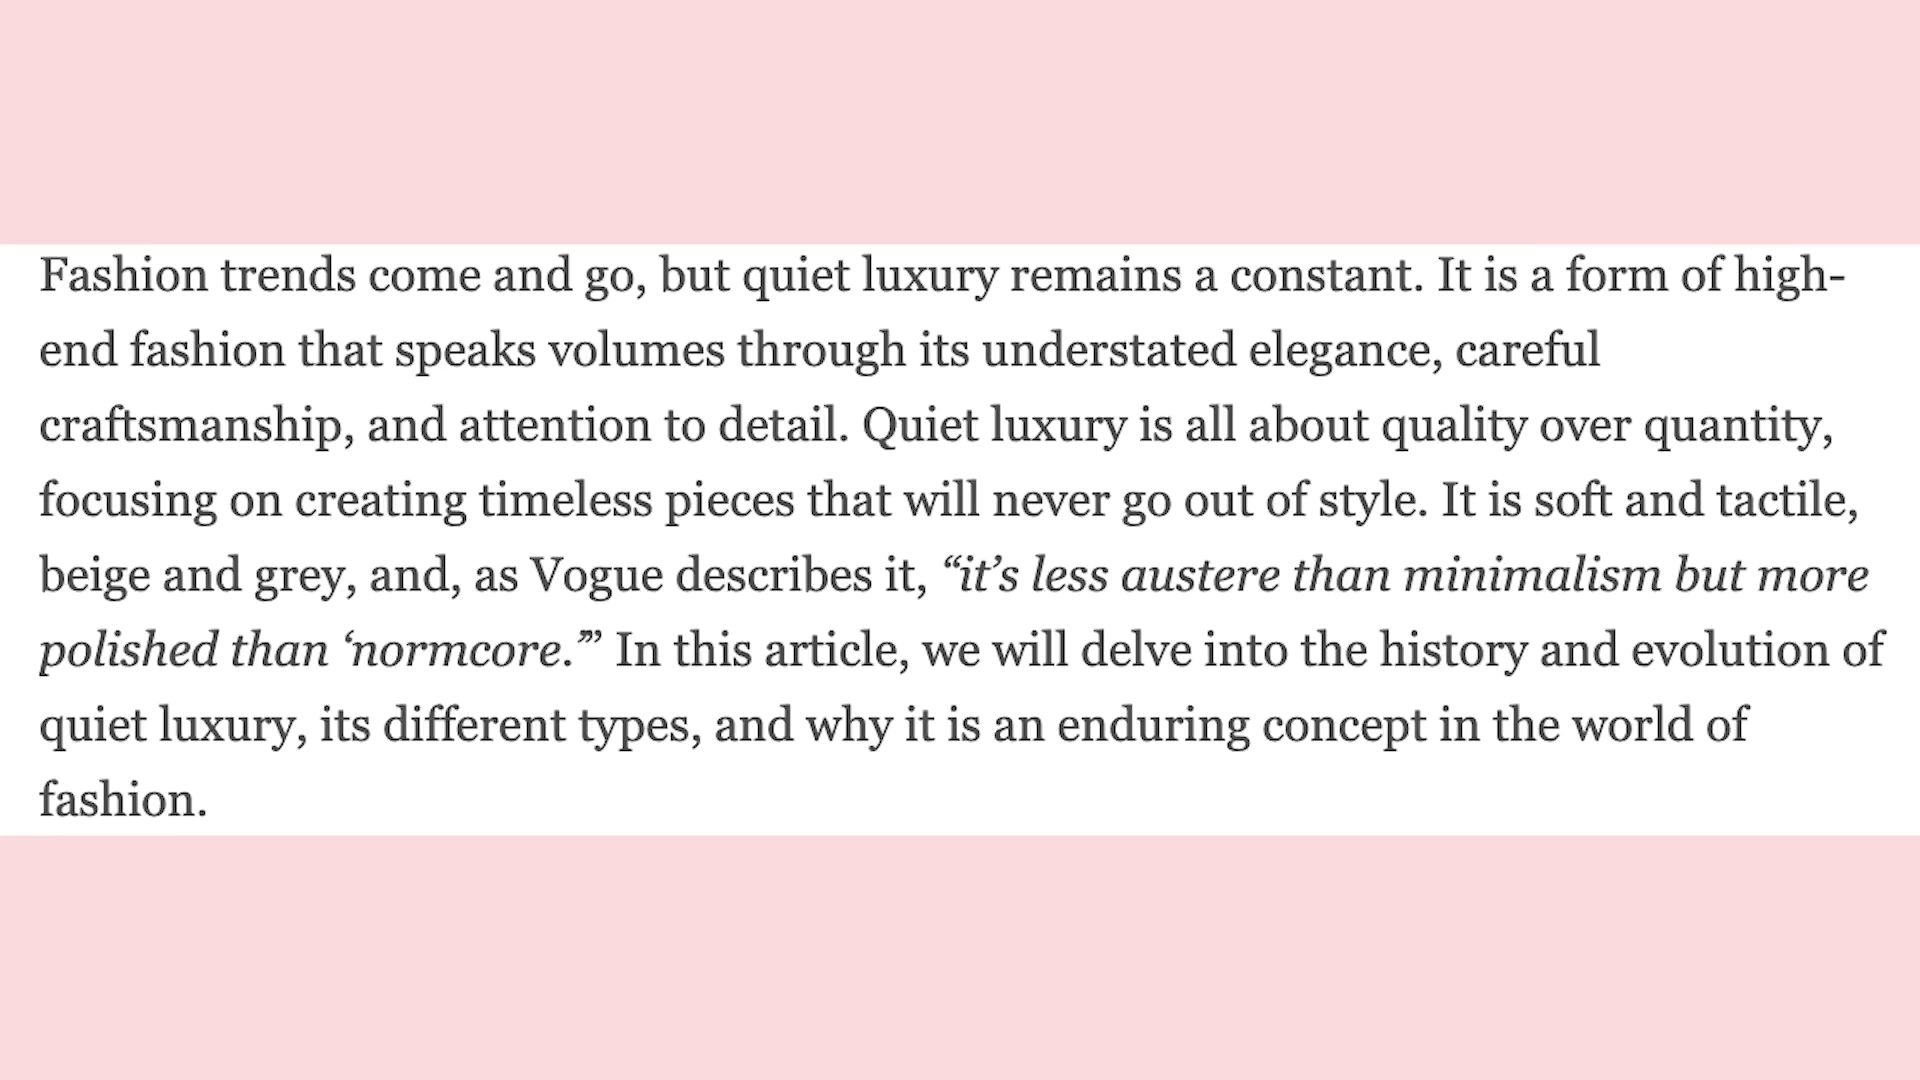 Fashion trends come and go, but quiet luxury remains a constant. It is a form of high-
end fashion that speaks volumes through its understated elegance, careful
craftsmanship, and attention to detail. Quiet luxury is all about quality over quantity,
focusing on creating timeless pieces that will never go out of style. It is soft and tactile,
beige and grey, and, as Vogue describes it, “it’s less austere than minimalism but more
polished than ‘normcore.’” In this article, we will delve into the history and evolution of
quiet luxury, its different types, and why it is an enduring concept in the world of
fashion.